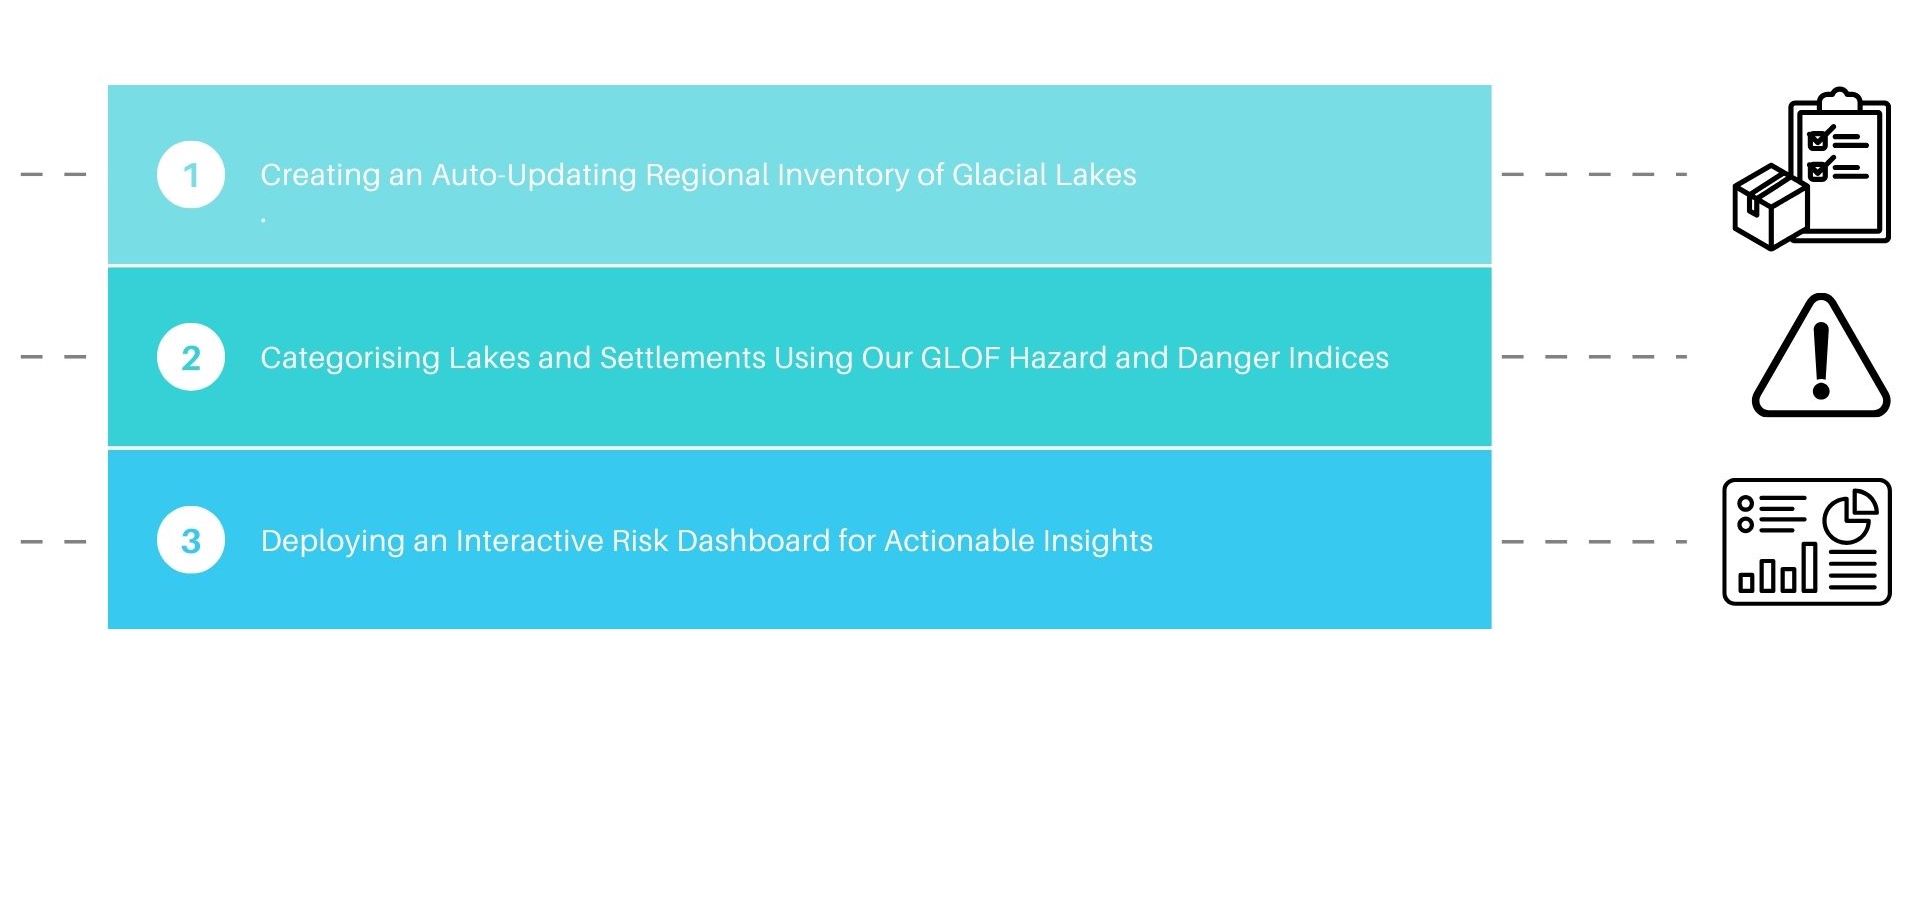 1 Creating an Auto-Updating Regional Inventory of Glacial Lakes
.
2 Categorising Lakes and Settlements Using Our GLOF Hazard and Danger Indices
3 Deploying an Interactive Risk Dashboard for Actionable Insights